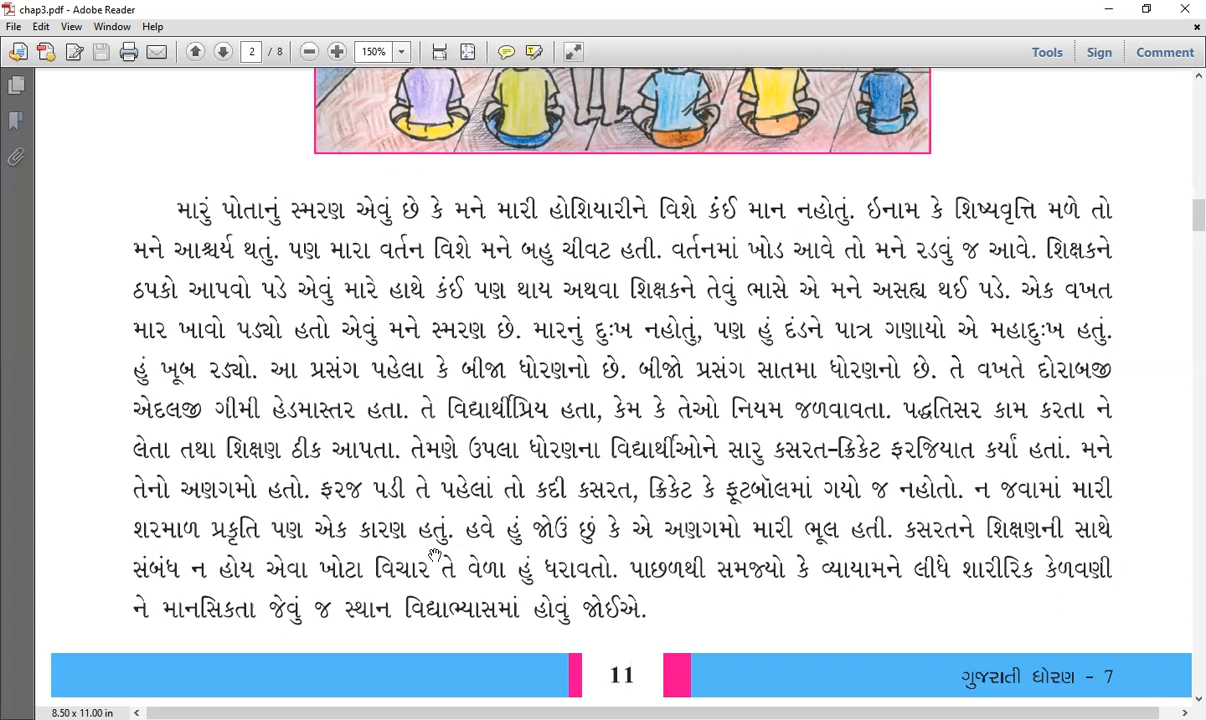 chap3.pdf - Adobe Reader
File Edit View Window Help
2 / 8 150% Tools Sign Comment
મારું પોતાનું સ્મરણ એવું છે કે મને મારી હોશિયારીને વિશે કંઈ માન નહોતું. ઇનામ કે શિષ્યવૃત્તિ મળે તો
મને આશ્ચર્ય થતું. પણ મારા વર્તન વિશે મને બહુ ચીવટ હતી. વર્તનમાં ખોડ આવે તો મને રડવું જ આવે. શિક્ષકને
ઠપકો આપવો પડે એવું મારે હાથે કંઈ પણ થાય અથવા શિક્ષકને તેવું ભાસે એ મને અસહ્ય થઈ પડે. એક વખત
માર ખાવો પડ્યો હતો એવું મને સ્મરણ છે. મારનું દુઃખ નહોતું, પણ હું દંડને પાત્ર ગણાયો એ મહાદુઃખ હતું.
હું ખૂબ રડ્યો. આ પ્રસંગ પહેલા કે બીજા ધોરણનો છે. બીજો પ્રસંગ સાતમા ધોરણનો છે. તે વખતે દોરાબજી
એદલજી ગીમી હેડમાસ્તર હતા. તે વિદ્યાર્થીપ્રિય હતા, કેમ કે તેઓ નિયમ જળવાવતા. પદ્ધતિસર કામ કરતા ને
લેતા તથા શિક્ષણ ઠીક આપતા. તેમણે ઉપલા ધોરણના વિદ્યાર્થીઓને સારુ કસરત-ક્રિકેટ ફરજિયાત કર્યાં હતાં. મને
તેનો અણગમો હતો. ફરજ પડી તે પહેલાં તો કદી કસરત, ક્રિકેટ કે ફૂટબૉલમાં ગયો જ નહોતો. ન જવામાં મારી
શરમાળ પ્રકૃતિ પણ એક કારણ હતું. હવે હું જોઉં છું કે એ અણગમો મારી ભૂલ હતી. કસરતને શિક્ષણની સાથે
સંબંધ ન હોય એવા ખોટા વિચાર તે વેળા હું ધરાવતો. પાછળથી સમજ્યો કે વ્યાયામને લીધે શારીરિક કેળવણી
ને માનસિકતા જેવું જ સ્થાન વિદ્યાભ્યાસમાં હોવું જોઈએ.
11 ગુજરાતી ધોરણ - 7
8.50 x 11.00 in